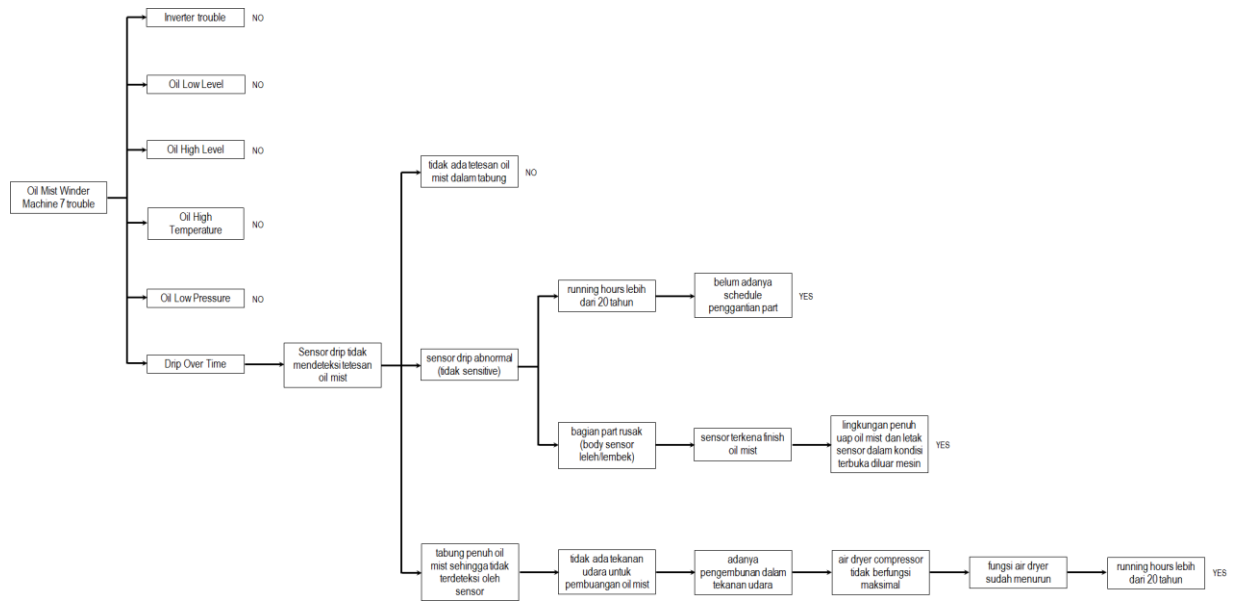 Inverter trouble
NO
Oil Low Level
NO
Oil High Level
NO
Oil Mist Winder
Machine 7 trouble
Oil High
Temperature
NO
Oil Low Pressure
NO
Drip Over Time
Sensor drip tidak
mendeteksi tetesan
oil mist
tidak ada tetesan oil
mist dalam tabung
NO
sensor drip abnormal
(tidak sensitive)
running hours lebih
dari 20 tahun
belum adanya
schedule
penggantian part
YES
bagian part rusak
(body sensor
leleh/lembek)
sensor terkena finish
oil mist
lingkungan penuh
uap oil mist dan letak
sensor dalam kondisi
terbuka diluar mesin
YES
tabung penuh oil
mist sehingga tidak
terdeteksi oleh
sensor
tidak ada tekanan
udara untuk
pembuangan oil mist
adanya
pengembunan dalam
tekanan udara
air dryer compressor
tidak berfungsi
maksimal
fungsi air dryer
sudah menurun
running hours lebih
dari 20 tahun
YES